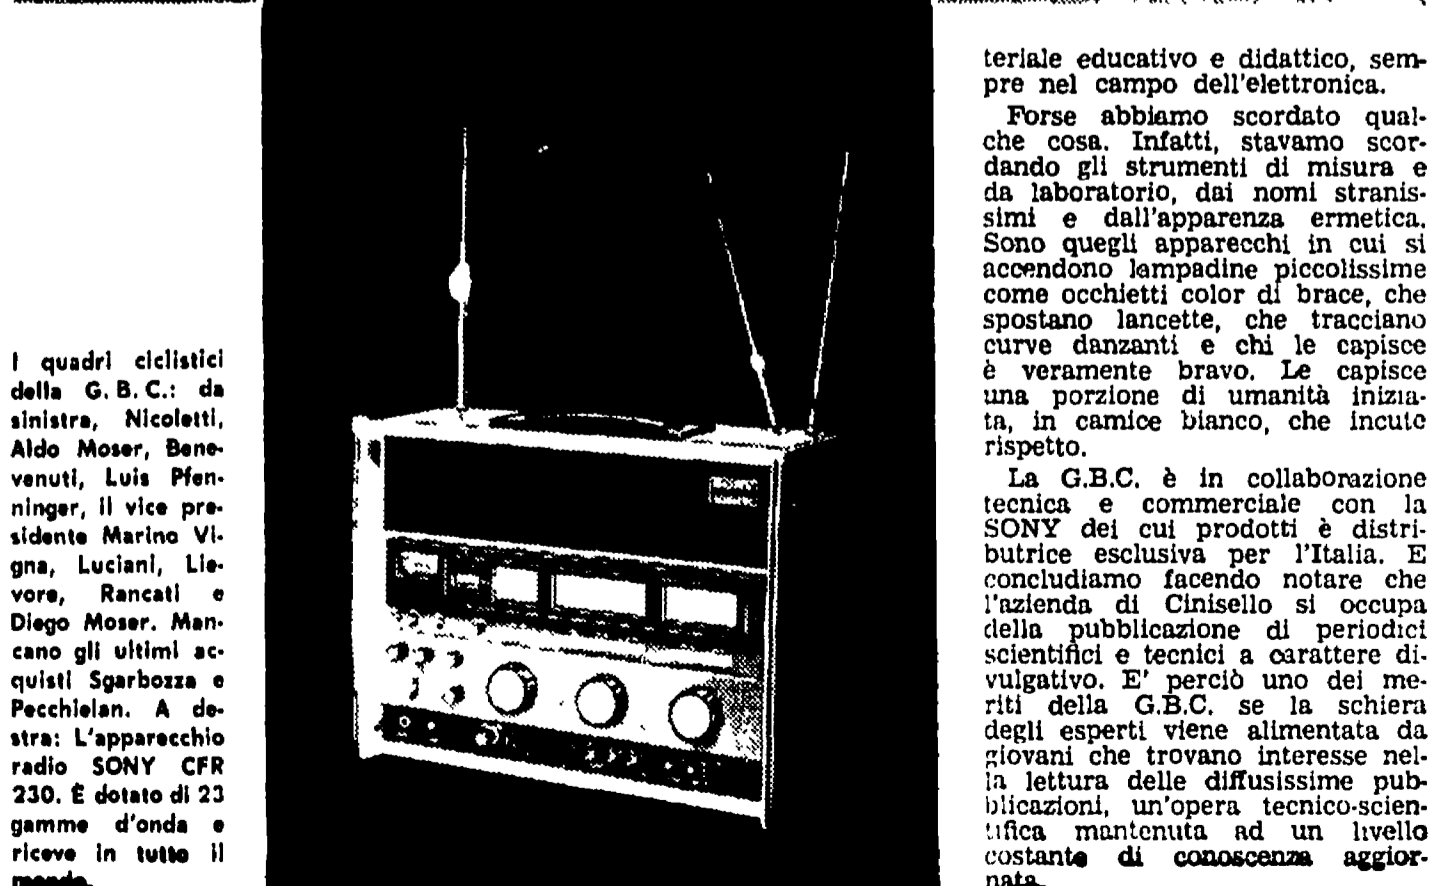 I quadri ciclistici
della G. B. C.: da
sinistra, Nicoletti,
Aldo Moser, Bene-
venuti, Luis Pfen-
ninger, il vice pre-
sidente Marino Vi-
gna, Luciani, Lie-
vore, Rancati e
Diego Moser. Man-
cano gli ultimi ac-
quisti Sgarbozza e
Pecchielan. A de-
stra: L'apparecchio
radio SONY CFR
230. È dotato di 23
gamme d'onda e
riceve in tutto il
mondo.
teriale educativo e didattico, sem-
pre nel campo dell'elettronica.
Forse abbiamo scordato qual-
che cosa. Infatti, stavamo scor-
dando gli strumenti di misura e
da laboratorio, dai nomi stranis-
simi e dall'apparenza ermetica.
Sono quegli apparecchi in cui si
accendono lampadine piccolissime
come occhietti color di brace, che
spostano lancette, che tracciano
curve danzanti e chi le capisce
è veramente bravo. Le capisce
una porzione di umanità inizia-
ta, in camice bianco, che incute
rispetto.
La G.B.C. è in collaborazione
tecnica e commerciale con la
SONY dei cui prodotti è distri-
butrice esclusiva per l'Italia. E
concludiamo facendo notare che
l'azienda di Cinisello si occupa
della pubblicazione di periodici
scientifici e tecnici a carattere di-
vulgativo. E' perciò uno dei me-
riti della G.B.C. se la schiera
degli esperti viene alimentata da
giovani che trovano interesse nel-
la lettura delle diffusissime pub-
blicazioni, un'opera tecnico-scien-
tifica mantenuta ad un livello
costante di conoscenza aggior-
nata.